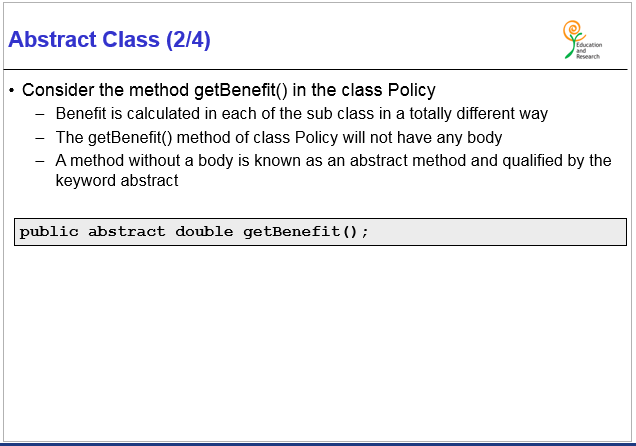 Abstract Class (2/4)
Education
and
Research
• Consider the method getBenefit() in the class Policy
– Benefit is calculated in each of the sub class in a totally different way
– The getBenefit() method of class Policy will not have any body
– A method without a body is known as an abstract method and qualified by the
keyword abstract
public abstract double getBenefit();